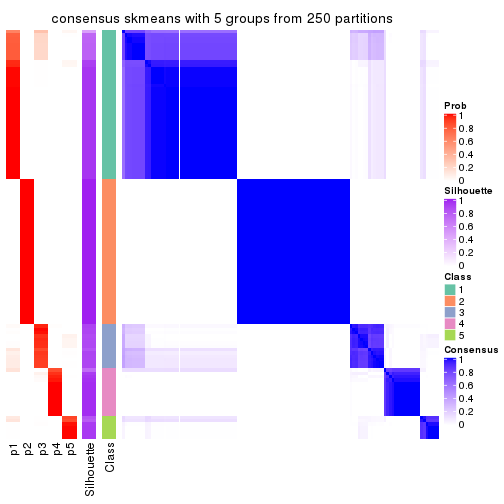 consensus skmeans with 5 groups from 250 partitions
Prob
1
0.8
0.6
0.4
0.2
0
Silhouette
1
0.8
0.6
0.4
0.2
0
Class
1
2
3
4
5
Consensus
1
0.8
0.6
0.4
0.2
0
p1
p2
p3
p4
p5
Silhouette
Class